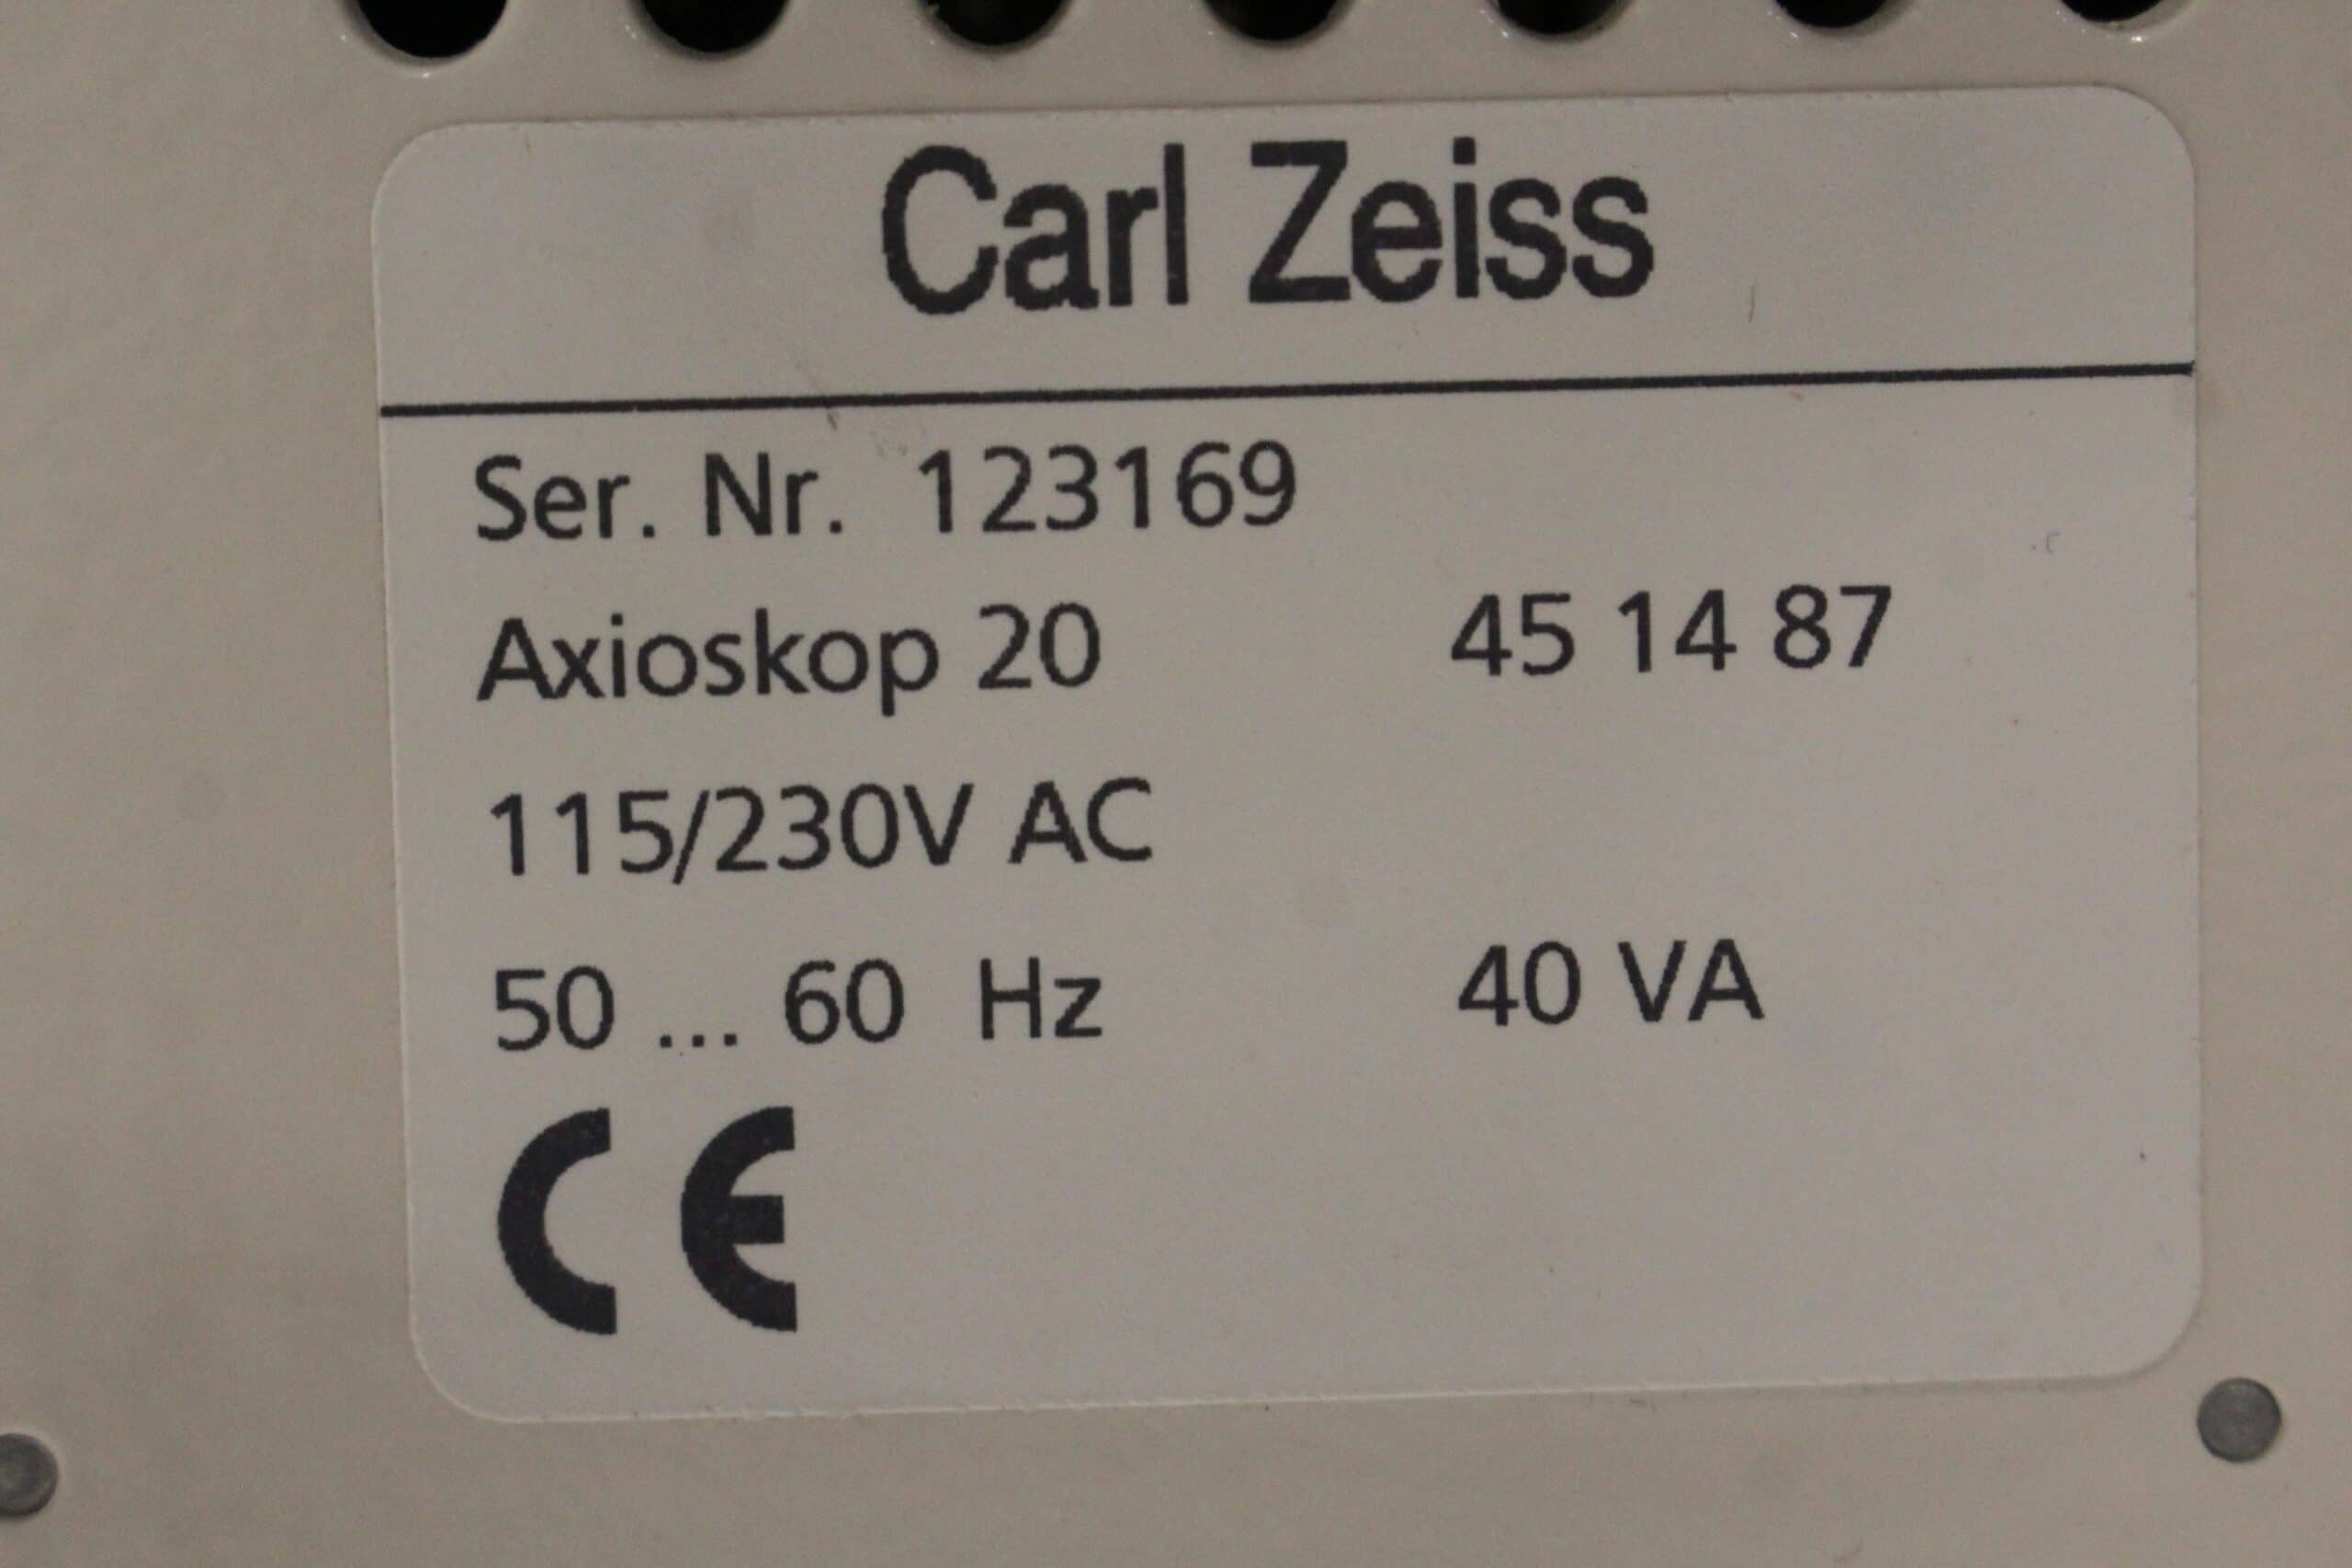 Carl Zeiss
Ser. Nr. 123169
Axioskop 20 45 14 87
115/230V AC
50 ... 60 Hz 40 VA
CE